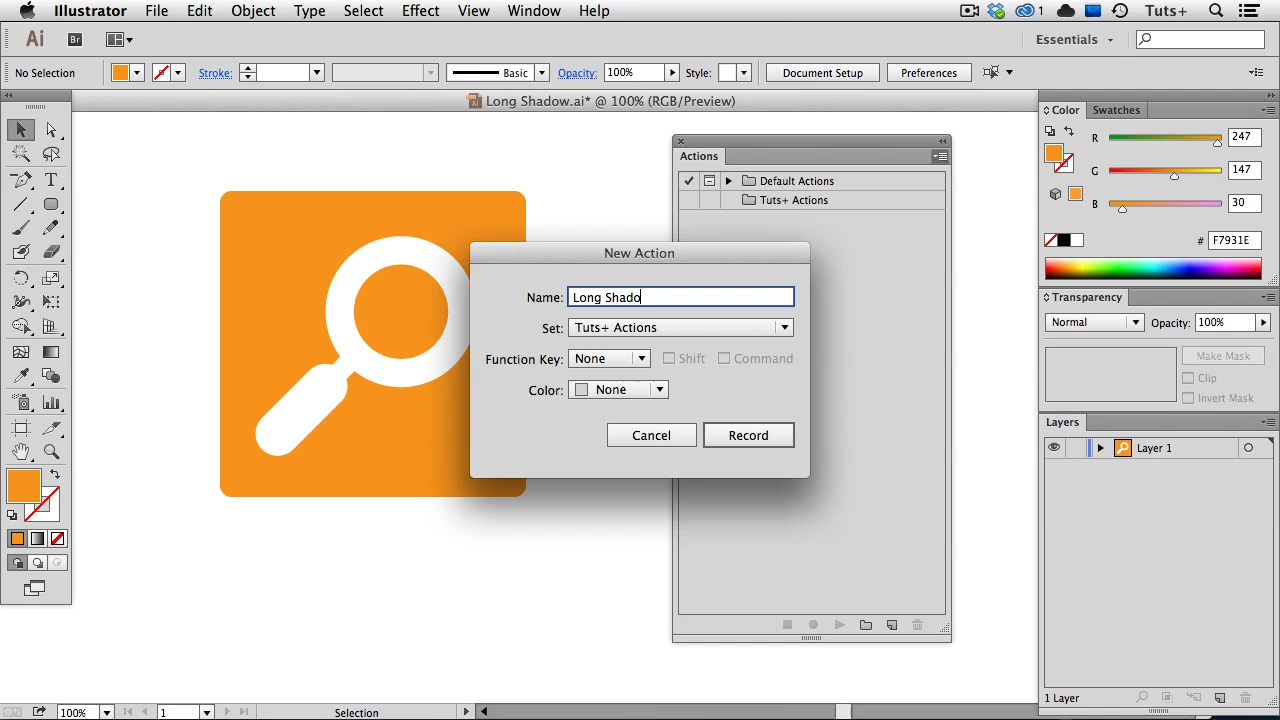 Illustrator File Edit Object Type Select Effect View Window Help 1 Tuts+
Ai Br Essentials
No Selection Stroke: Basic Opacity: 100% Style: Document Setup Preferences
Long Shadow.ai* @ 100% (RGB/Preview)
Actions
Default Actions
Tuts+ Actions
New Action
Name: Long Shado
Set: Tuts+ Actions
Function Key: None Shift Command
Color: None
Cancel Record
Color Swatches
R 247
G 147
B 30
# F7931E
Transparency
Normal Opacity: 100%
Make Mask
Clip
Invert Mask
Layers
Layer 1
1 Layer
100% 1 Selection